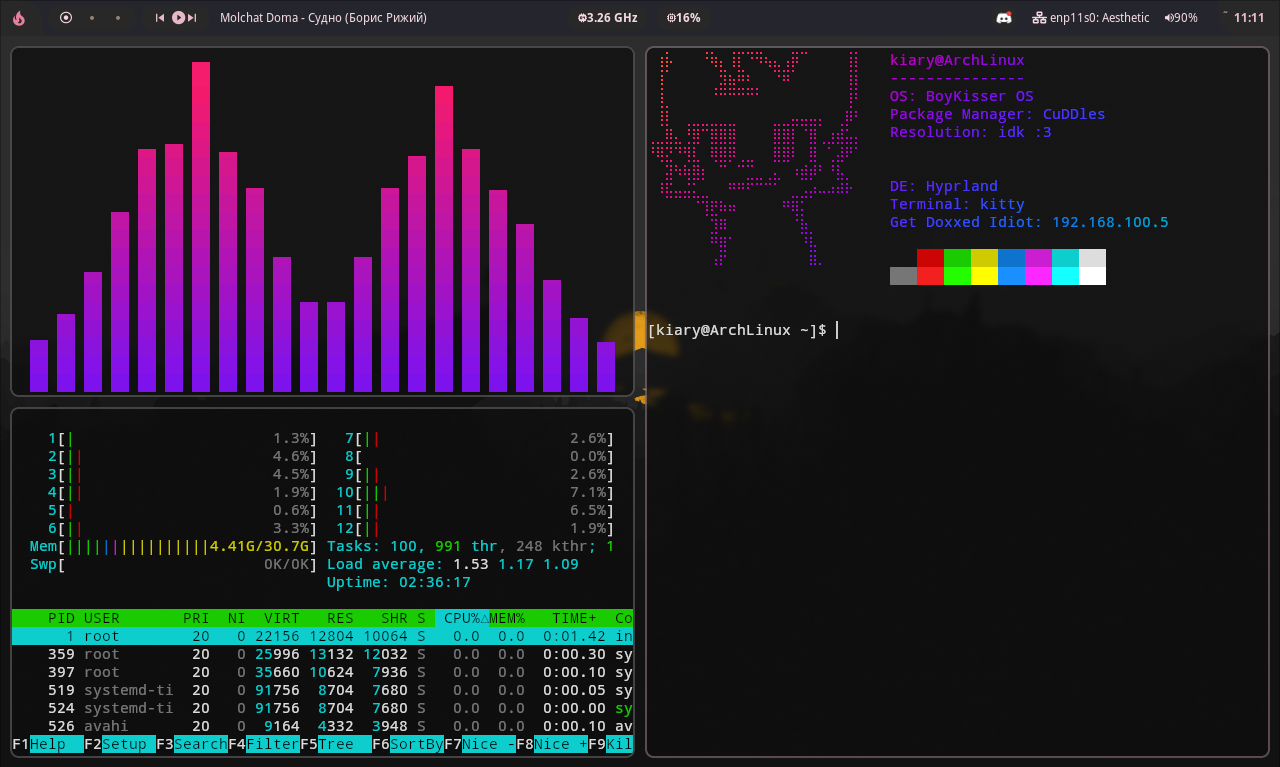 Molchat Doma - Судно (Борис Рижий) 3.26 GHz 16% enp11s0: Aesthetic 90% 11:11
kiary@ArchLinux
---------------
OS: BoyKisser OS
Package Manager: CuDDles
Resolution: idk :3
DE: Hyprland
Terminal: kitty
Get Doxxed Idiot: 192.168.100.5
[kiary@ArchLinux ~]$
1[| 1.3%] 7[|| 2.6%]
2[|| 4.6%] 8[ 0.0%]
3[|| 4.5%] 9[|| 2.6%]
4[|| 1.9%] 10[||| 7.1%]
5[| 0.6%] 11[|| 6.5%]
6[|| 3.3%] 12[|| 1.9%]
Mem[||||||||||||||||4.41G/30.7G] Tasks: 100, 991 thr, 248 kthr; 1
Swp[ 0K/0K] Load average: 1.53 1.17 1.09
Uptime: 02:36:17
PID USER PRI NI VIRT RES SHR S CPU%△MEM% TIME+ Co
1 root 20 0 22156 12804 10064 S 0.0 0.0 0:01.42 in
359 root 20 0 25996 13132 12032 S 0.0 0.0 0:00.30 sy
397 root 20 0 35660 10624 7936 S 0.0 0.0 0:00.10 sy
519 systemd-ti 20 0 91756 8704 7680 S 0.0 0.0 0:00.05 sy
524 systemd-ti 20 0 91756 8704 7680 S 0.0 0.0 0:00.00 sy
526 avahi 20 0 9164 4332 3948 S 0.0 0.0 0:00.10 av
F1Help F2Setup F3SearchF4FilterF5Tree F6SortByF7Nice -F8Nice +F9Kil